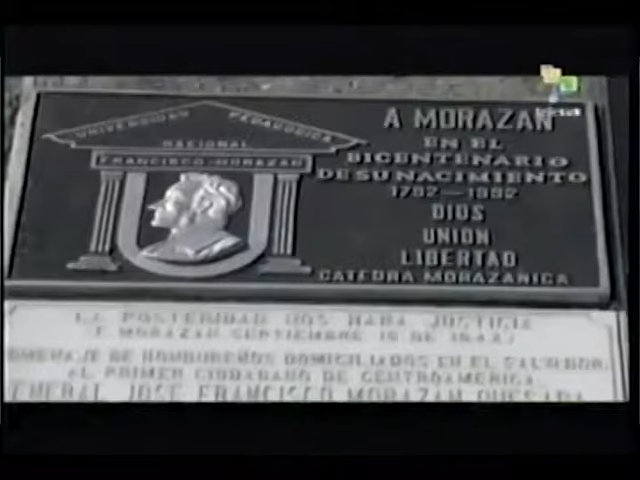 UNIVERSIDAD PEDAGOGICA
NACIONAL
FRANCISCO MORAZAN
A MORAZAN
EN EL
BICENTENARIO
DE SU NACIMIENTO
1792—1992
DIOS
UNION
LIBERTAD
CATEDRA MORAZANICA
LA POSTERIDAD NOS HARA JUSTICIA
F. MORAZAN SEPTIEMBRE 15 DE 1842
OMENAJE DE HONDUREÑOS DOMICILIADOS EN EL SALVADOR
AL PRIMER CIUDADANO DE CENTROAMERICA
ENERAL JOSE FRANCISCO MORAZAN QUESADA